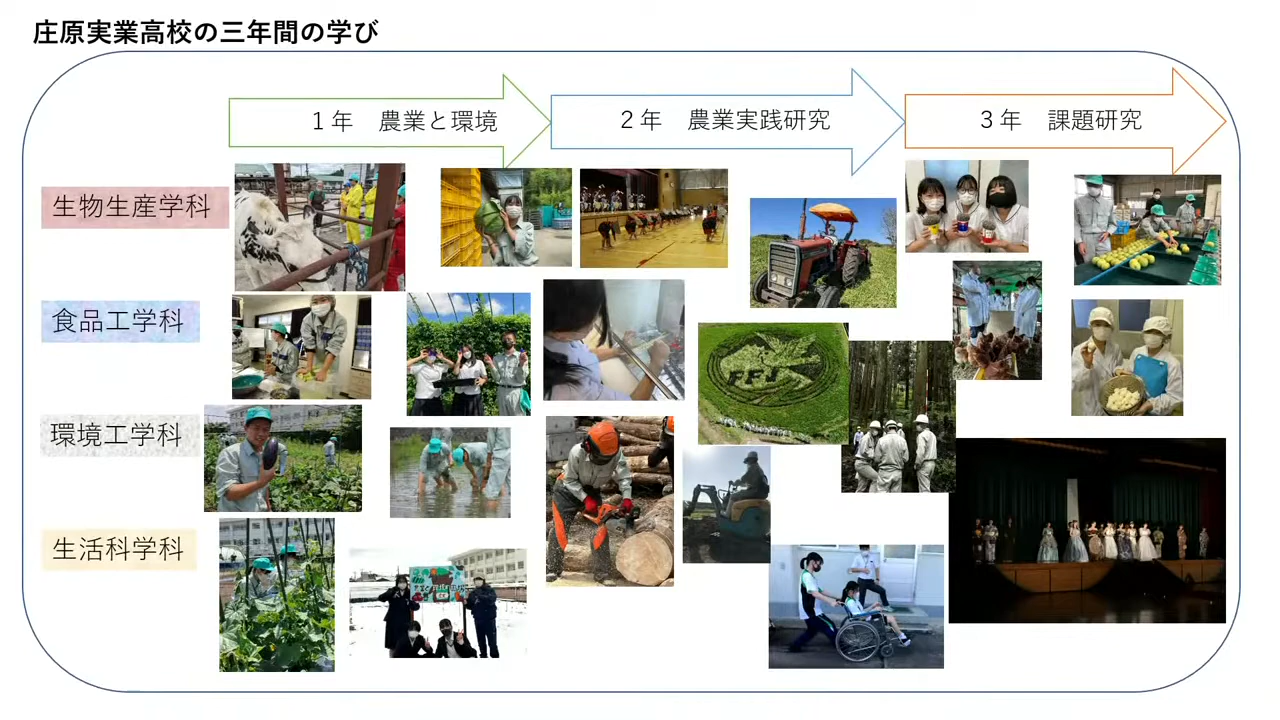 庄原実業高校の三年間の学び
1年　農業と環境
2年　農業実践研究
3年　課題研究
生物生産学科
食品工学科
環境工学科
生活科学科